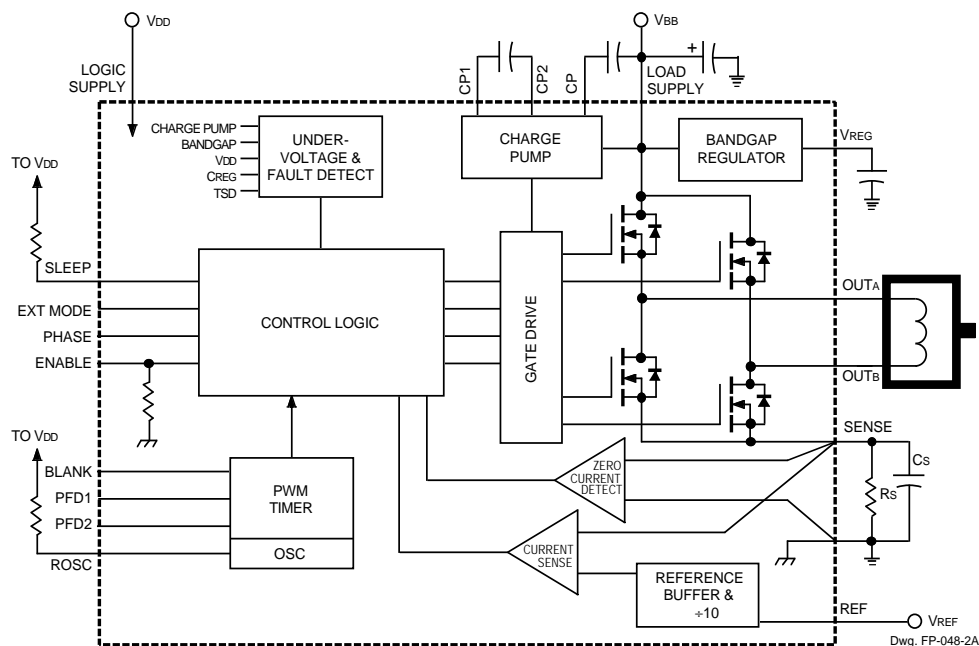 VDD
VBB
LOGIC
SUPPLY
CP1
CP2
CP
+
LOAD
SUPPLY
CHARGE PUMP
BANDGAP
VDD
CREG
TSD
UNDER-
VOLTAGE &
FAULT DETECT
CHARGE
PUMP
BANDGAP
REGULATOR
VREG
TO VDD
SLEEP
EXT MODE
PHASE
ENABLE
CONTROL LOGIC
GATE DRIVE
OUTA
OUTB
SENSE
CS
RS
TO VDD
BLANK
PFD1
PFD2
ROSC
PWM
TIMER
OSC
ZERO
CURRENT
DETECT
CURRENT
SENSE
REFERENCE
BUFFER &
÷10
REF
VREF
Dwg. FP-048-2A